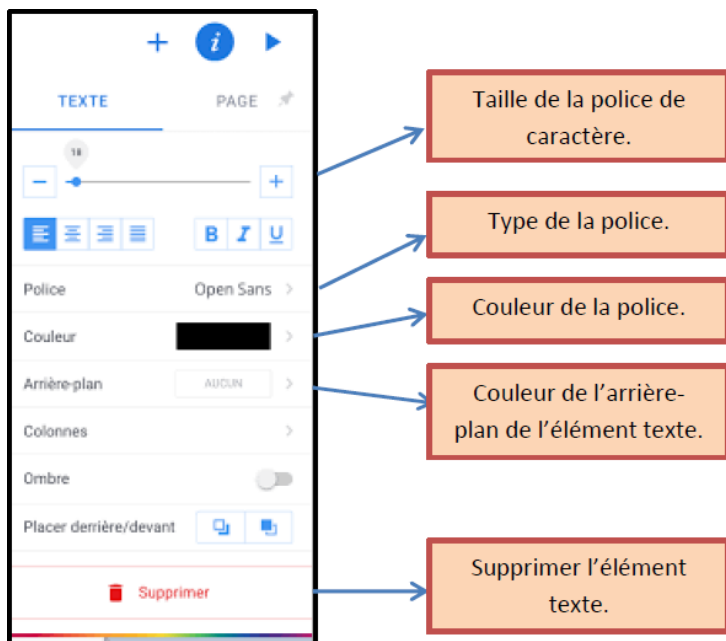 i
TEXTE PAGE
18
B I U
Police Open Sans
Couleur
Arrière-plan AUCUN
Colonnes
Ombre
Placer derrière/devant
Supprimer
Taille de la police de
caractère.
Type de la police.
Couleur de la police.
Couleur de l’arrière-
plan de l’élément texte.
Supprimer l’élément
texte.